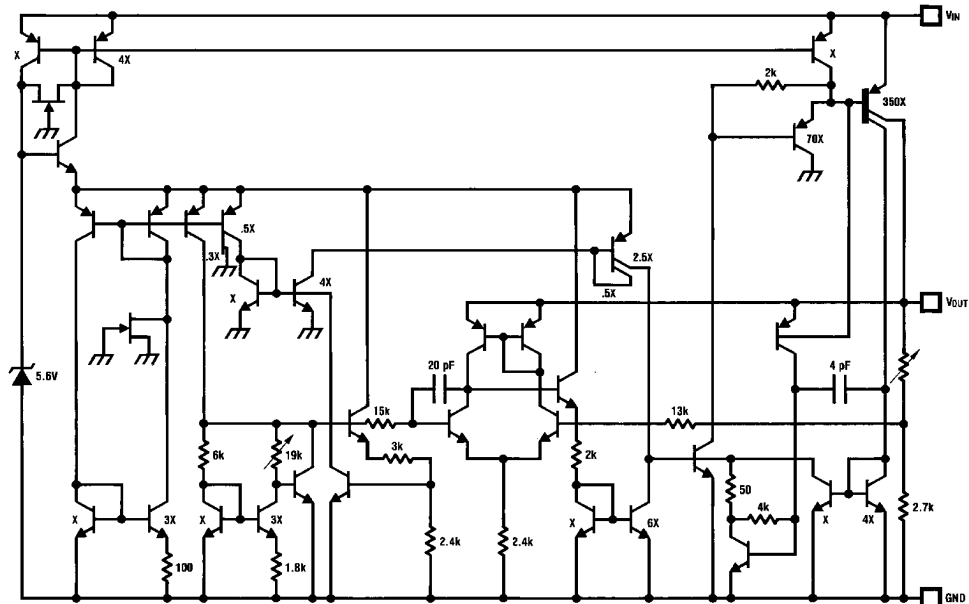 VIN
X
4X
X
2k
350X
70X
.5X
.3X
4X
2.5X
X
.5X
VOUT
5.6V
20 pF
4 pF
15k
13k
6k
19k
3k
2k
50
4k
X
3X
X
3X
X
6X
X
4X
2.7k
100
1.8k
2.4k
2.4k
GND